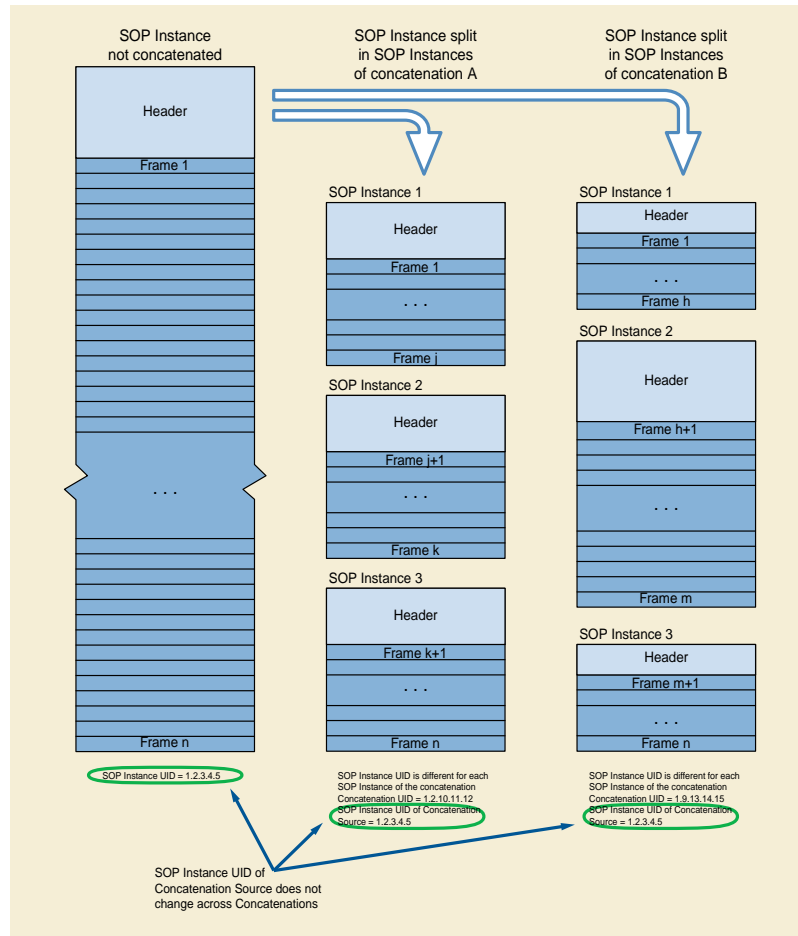 SOP Instance
not concatenated
Header
Frame 1
. . .
Frame n
SOP Instance UID = 1.2.3.4.5
SOP Instance split
in SOP Instances
of concatenation A
SOP Instance 1
Header
Frame 1
. . .
Frame j
SOP Instance 2
Header
Frame j+1
. . .
Frame k
SOP Instance 3
Header
Frame k+1
. . .
Frame n
SOP Instance UID is different for each
SOP Instance of the concatenation
Concatenation UID = 1.2.10.11.12
SOP Instance UID of Concatenation
Source = 1.2.3.4.5
SOP Instance split
in SOP Instances
of concatenation B
SOP Instance 1
Header
Frame 1
. . .
Frame h
SOP Instance 2
Header
Frame h+1
. . .
Frame m
SOP Instance 3
Header
Frame m+1
. . .
Frame n
SOP Instance UID is different for each
SOP Instance of the concatenation
Concatenation UID = 1.9.13.14.15
SOP Instance UID of Concatenation
Source = 1.2.3.4.5
SOP Instance UID of
Concatenation Source does not
change across Concatenations